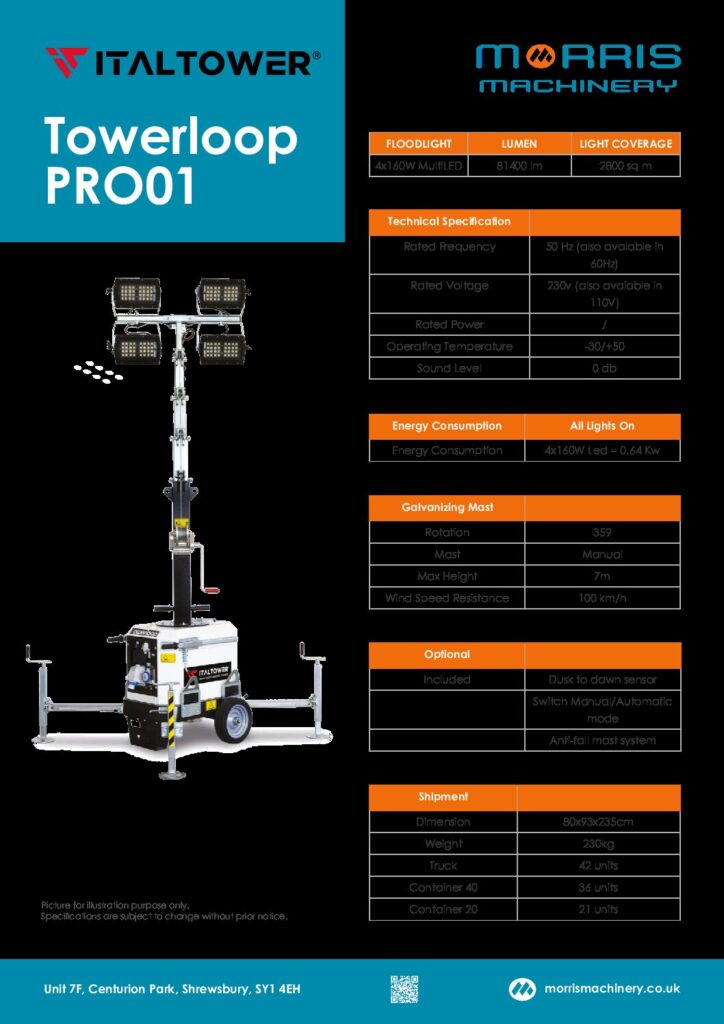 ITALTOWER®
MORRIS
MACHINERY
Towerloop
PRO01
FLOODLIGHT LUMEN LIGHT COVERAGE
4x160W MultiLED 81400 lm 2800 sq m
Technical Specification
Rated Frequency 50 Hz (also avaiable in
60Hz)
Rated Voltage 230v (also avaiable in
110V)
Rated Power /
Operating Temperature -30/+50
Sound Level 0 db
Energy Consumption All Lights On
Energy Consumption 4x160W Led = 0.64 Kw
Galvanizing Mast
Rotation 359
Mast Manual
Max Height 7m
Wind Speed Resistance 100 km/h
Optional
Included Dusk to dawn sensor
Switch Manual/Automatic
mode
Anti-fall mast system
ITALTOWER
Shipment
Dimension 80x93x235cm
Weight 230kg
Truck 42 units
Container 40 36 units
Container 20 21 units
Picture for illustration purpose only.
Specifications are subject to change without prior notice.
Unit 7F, Centurion Park, Shrewsbury, SY1 4EH
morrismachinery.co.uk